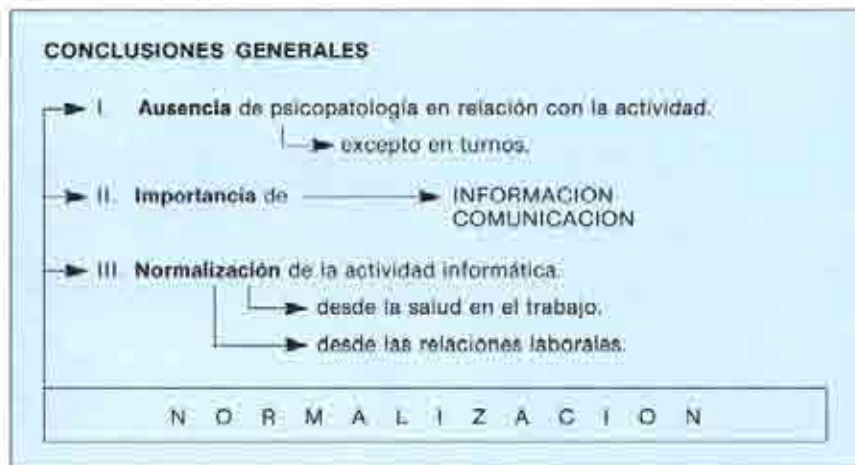 CONCLUSIONES GENERALES
I. Ausencia de psicopatología en relación con la actividad.
excepto en turnos.
II. Importancia de INFORMACION
COMUNICACION
III. Normalización de la actividad informática.
desde la salud en el trabajo.
desde las relaciones laborales.
N O R M A L I Z A C I O N